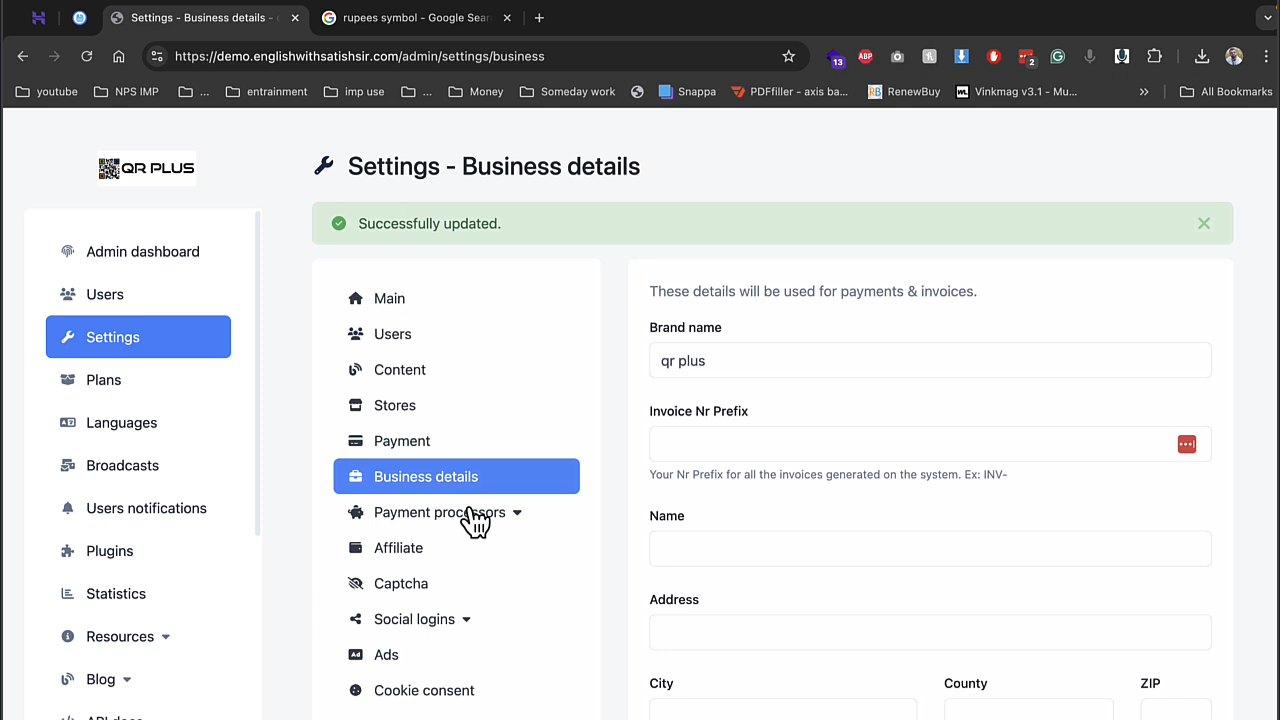 Settings - Business details -
rupees symbol - Google Sear
https://demo.englishwithsatishsir.com/admin/settings/business
13
ABP
2
youtube
NPS IMP
...
entrainment
imp use
...
Money
Someday work
Snappa
PDFfiller - axis ba...
RB
RenewBuy
Vinkmag v3.1 - Mu...
»
All Bookmarks
QR PLUS
Settings - Business details
Successfully updated.
Admin dashboard
Users
Settings
Plans
Languages
Broadcasts
Users notifications
Plugins
Statistics
Resources
Blog
API docs
Main
Users
Content
Stores
Payment
Business details
Payment processors
Affiliate
Captcha
Social logins
Ad
Ads
Cookie consent
These details will be used for payments & invoices.
Brand name
qr plus
Invoice Nr Prefix
Your Nr Prefix for all the invoices generated on the system. Ex: INV-
Name
Address
City
County
ZIP